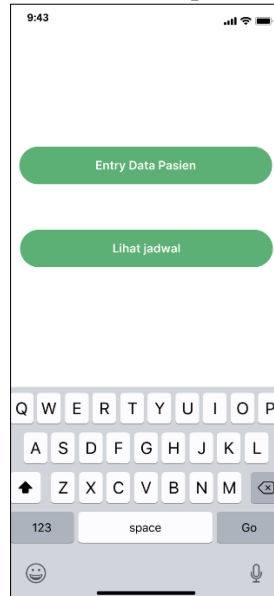 9:43
Entry Data Pasien
Lihat jadwal
Q W E R T Y U I O P
A S D F G H J K L
Z X C V B N M
123 space Go